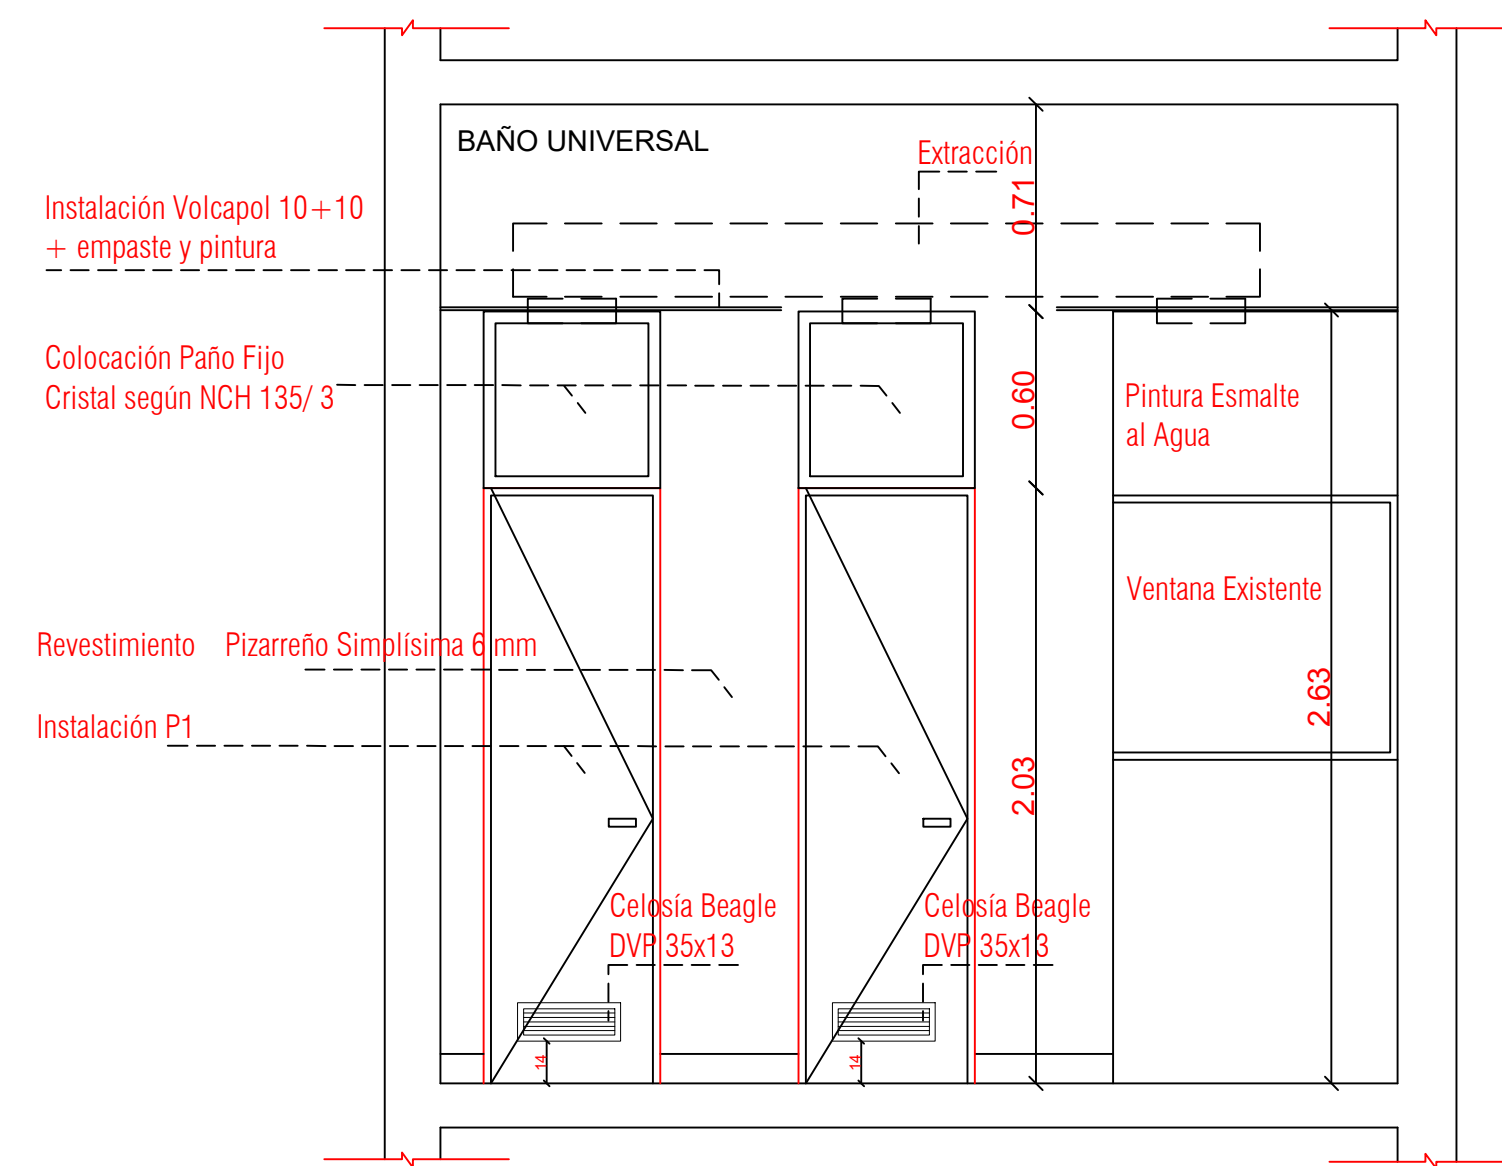 BAÑO UNIVERSAL
Extracción
0.71
Instalación Volcapol 10+10
+ empaste y pintura
Colocación Paño Fijo
Cristal según NCH 135/ 3
0.60
Pintura Esmalte
al Agua
Ventana Existente
Revestimiento Pizarreño Simplísima 6 mm
2.63
Instalación P1
2.03
Celosía Beagle
DVP 35x13
Celosía Beagle
DVP 35x13
14
14